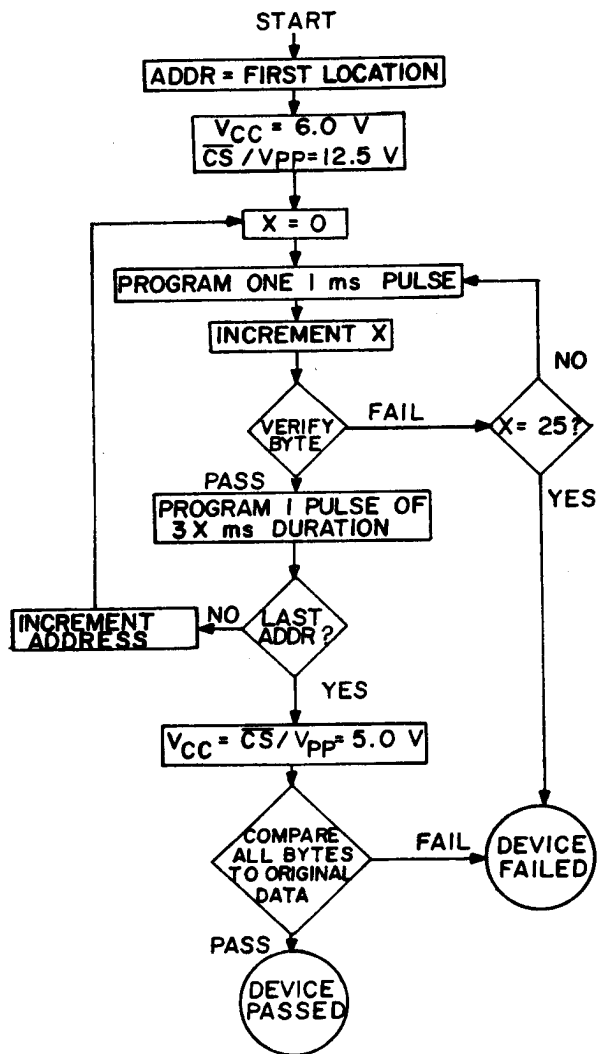 START
ADDR = FIRST LOCATION
VCC = 6.0 V
C̅S̅ / VPP = 12.5 V
X = 0
PROGRAM ONE 1 ms PULSE
INCREMENT X
NO
VERIFY
BYTE
FAIL
X = 25?
PASS
YES
PROGRAM 1 PULSE OF
3X ms DURATION
INCREMENT
ADDRESS
NO
LAST
ADDR?
YES
VCC = C̅S̅ / VPP = 5.0 V
COMPARE
ALL BYTES
TO ORIGINAL
DATA
FAIL
DEVICE
FAILED
PASS
DEVICE
PASSED